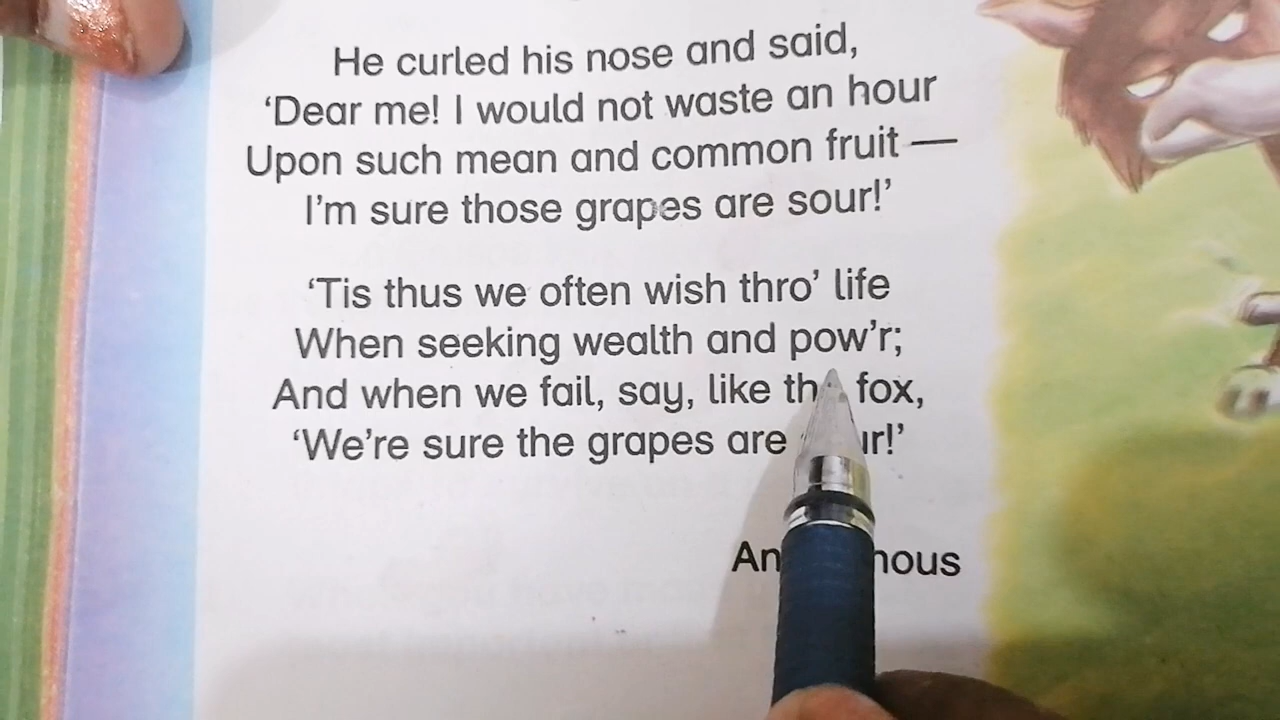 He curled his nose and said,
‘Dear me! I would not waste an hour
Upon such mean and common fruit —
I’m sure those grapes are sour!’
‘Tis thus we often wish thro’ life
When seeking wealth and pow’r;
And when we fail, say, like the fox,
‘We’re sure the grapes are